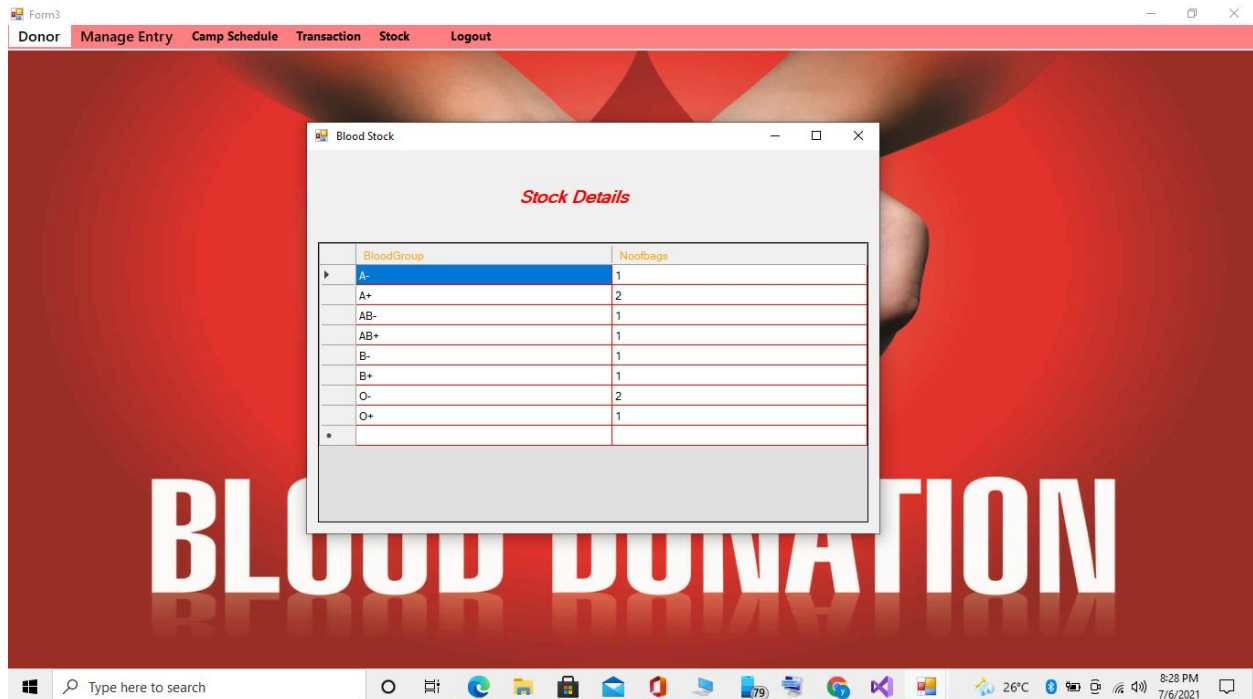 Form3
Donor Manage Entry Camp Schedule Transaction Stock Logout
Blood Stock
Stock Details
BloodGroup Noofbags
A- 1
A+ 2
AB- 1
AB+ 1
B- 1
B+ 1
O- 2
O+ 1
BLOOD DONATION
Type here to search
79
26°C
8:28 PM
7/6/2021